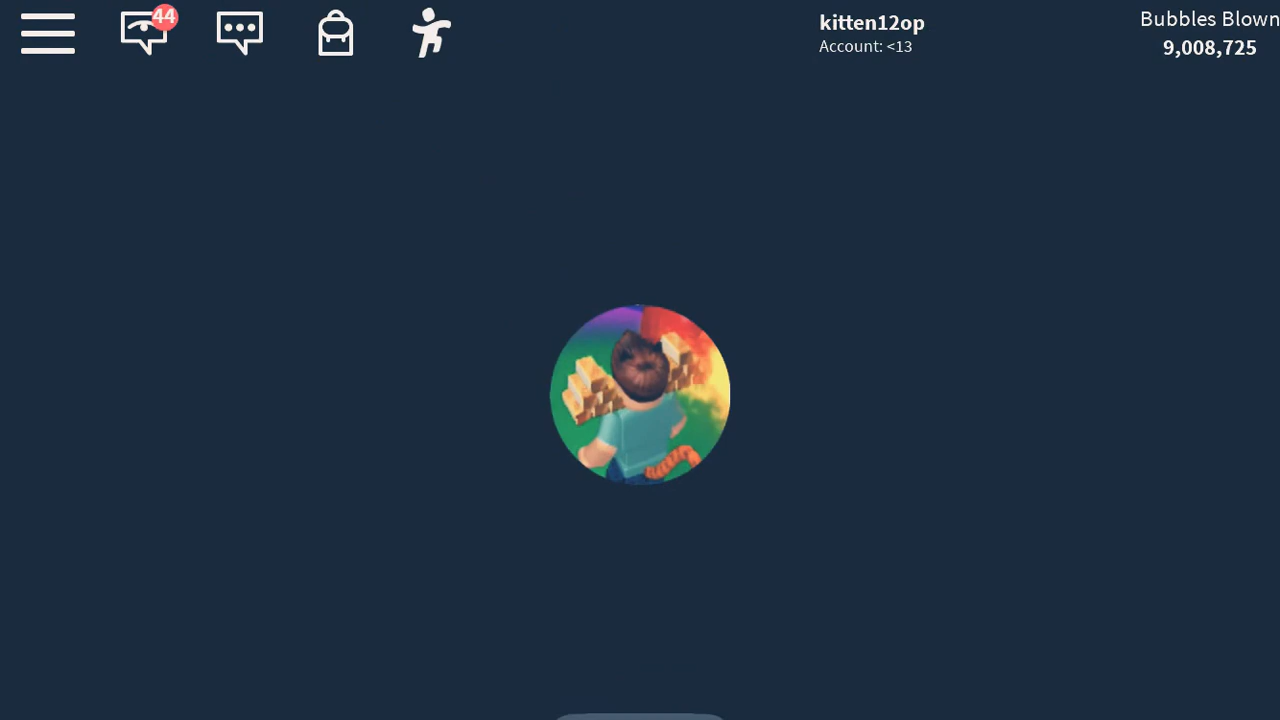 44
kitten12op
Account: <13
Bubbles Blown
9,008,725